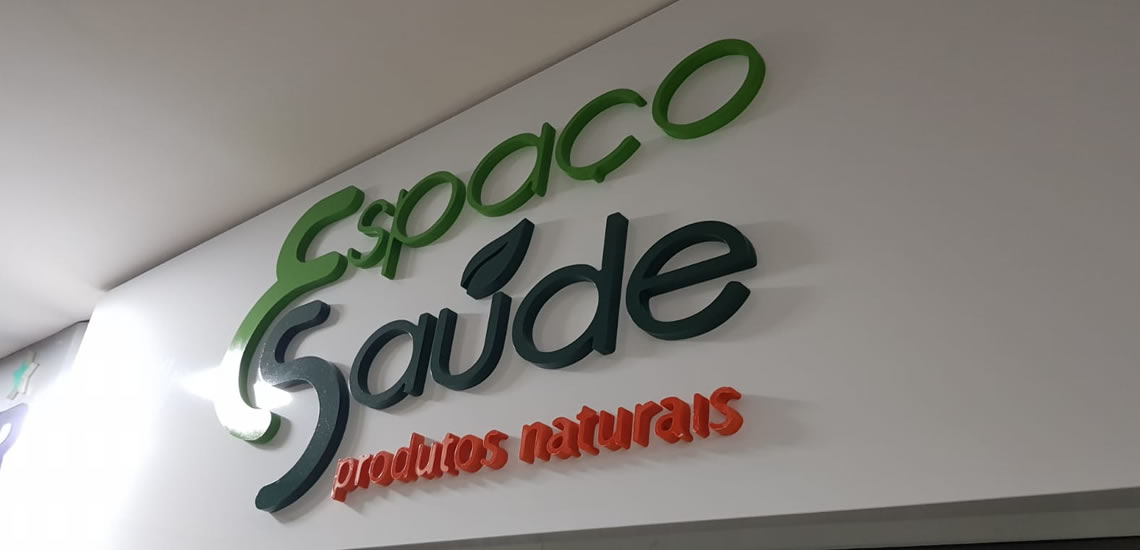 Espaço
Saúde
produtos naturais